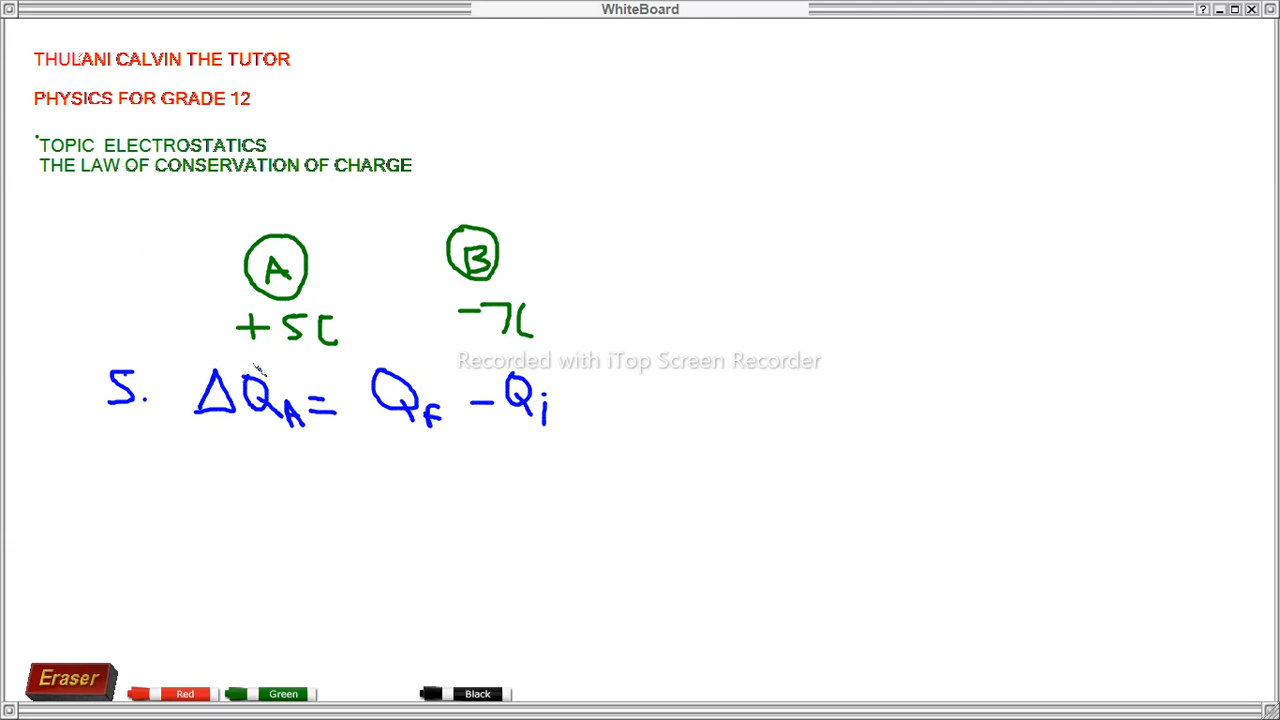 WhiteBoard
THULANI CALVIN THE TUTOR
PHYSICS FOR GRADE 12
TOPIC ELECTROSTATICS
THE LAW OF CONSERVATION OF CHARGE
A B
+5C -7C
Recorded with iTop Screen Recorder
5. ΔQA = QF - Qi
Eraser Red Green Black